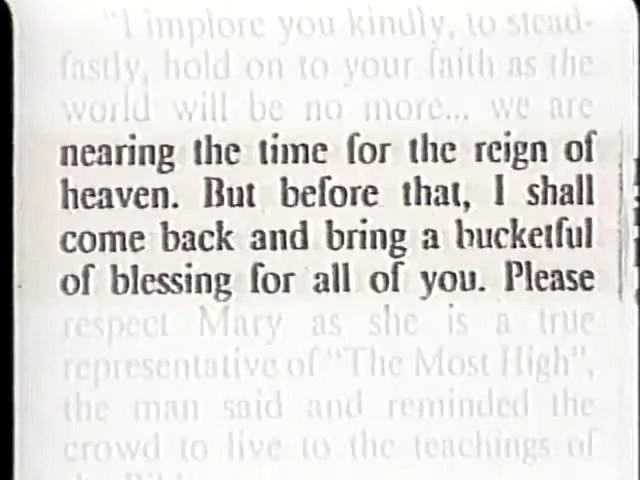 "I implore you kindly, to stead-
fastly, hold on to your faith as the
world will be no more... we are
nearing the time for the reign of
heaven. But before that, I shall
come back and bring a bucketful
of blessing for all of you. Please
respect Mary as she is a true
representative of "The Most High",
the man said and reminded the
crowd to live to the teachings of